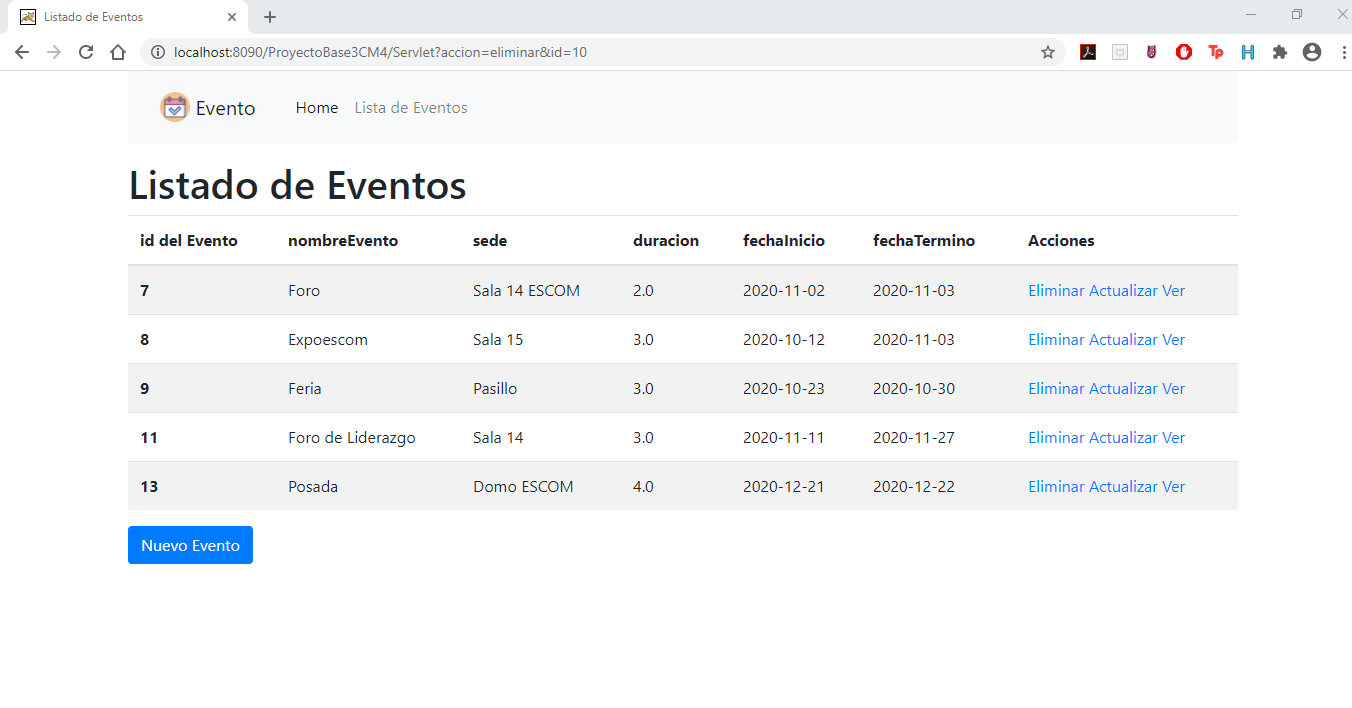 Listado de Eventos
localhost:8090/ProyectoBase3CM4/Servlet?accion=eliminar&id=10
Evento Home Lista de Eventos
Listado de Eventos
id del Evento nombreEvento sede duracion fechaInicio fechaTermino Acciones
7 Foro Sala 14 ESCOM 2.0 2020-11-02 2020-11-03 Eliminar Actualizar Ver
8 Expoescom Sala 15 3.0 2020-10-12 2020-11-03 Eliminar Actualizar Ver
9 Feria Pasillo 3.0 2020-10-23 2020-10-30 Eliminar Actualizar Ver
11 Foro de Liderazgo Sala 14 3.0 2020-11-11 2020-11-27 Eliminar Actualizar Ver
13 Posada Domo ESCOM 4.0 2020-12-21 2020-12-22 Eliminar Actualizar Ver
Nuevo Evento